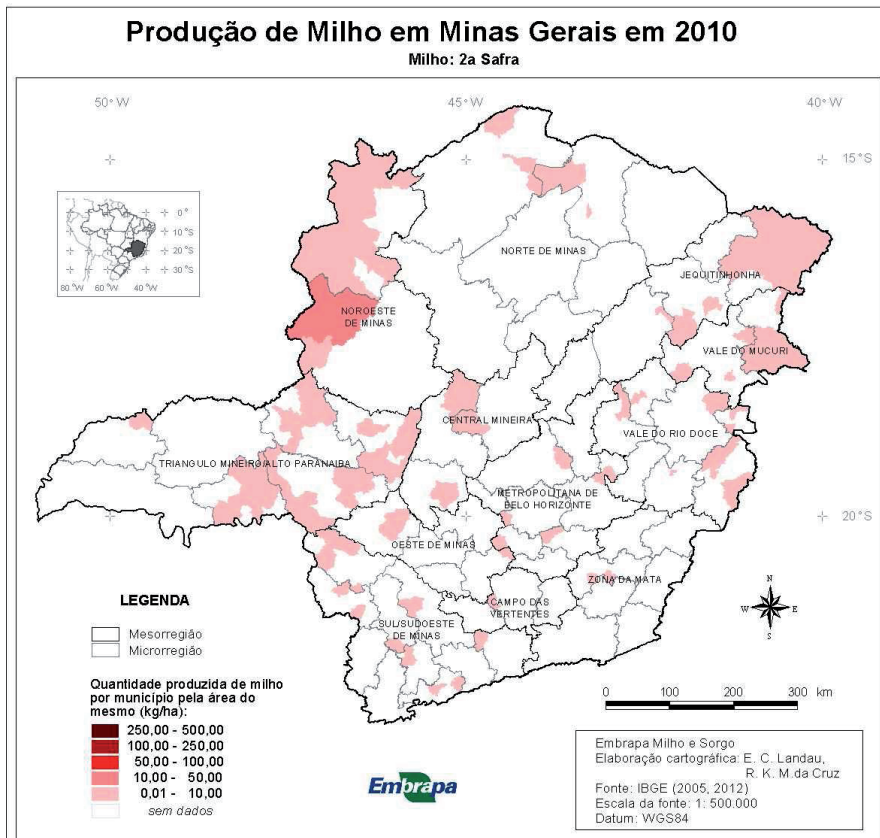 Produção de Milho em Minas Gerais em 2010
Milho: 2a Safra
50° W
45° W
40° W
15° S
0°
10° S
20° S
30° S
80° W
60° W
40° W
NORTE DE MINAS
JEQUITINHONHA
NOROESTE
DE MINAS
VALE DO MUCURI
CENTRAL MINEIRA
VALE DO RIO DOCE
TRIANGULO MINEIRO/ALTO PARANAIBA
METROPOLITANA DE
BELO HORIZONTE
20° S
OESTE DE MINAS
ZONA DA MATA
CAMPO DAS
VERTENTES
SUL/SUDOESTE
DE MINAS
N
W
E
S
LEGENDA
Mesorregião
Microrregião
Quantidade produzida de milho
por município pela área do
mesmo (kg/ha):
250,00 - 500,00
100,00 - 250,00
50,00 - 100,00
10,00 - 50,00
0,01 - 10,00
sem dados
0 50 100 200 300 km
Embrapa
Embrapa Milho e Sorgo
Elaboração cartográfica: E. C. Landau,
R. K. M.da Cruz
Fonte: IBGE (2005, 2012)
Escala da fonte: 1: 500.000
Datum: WGS84